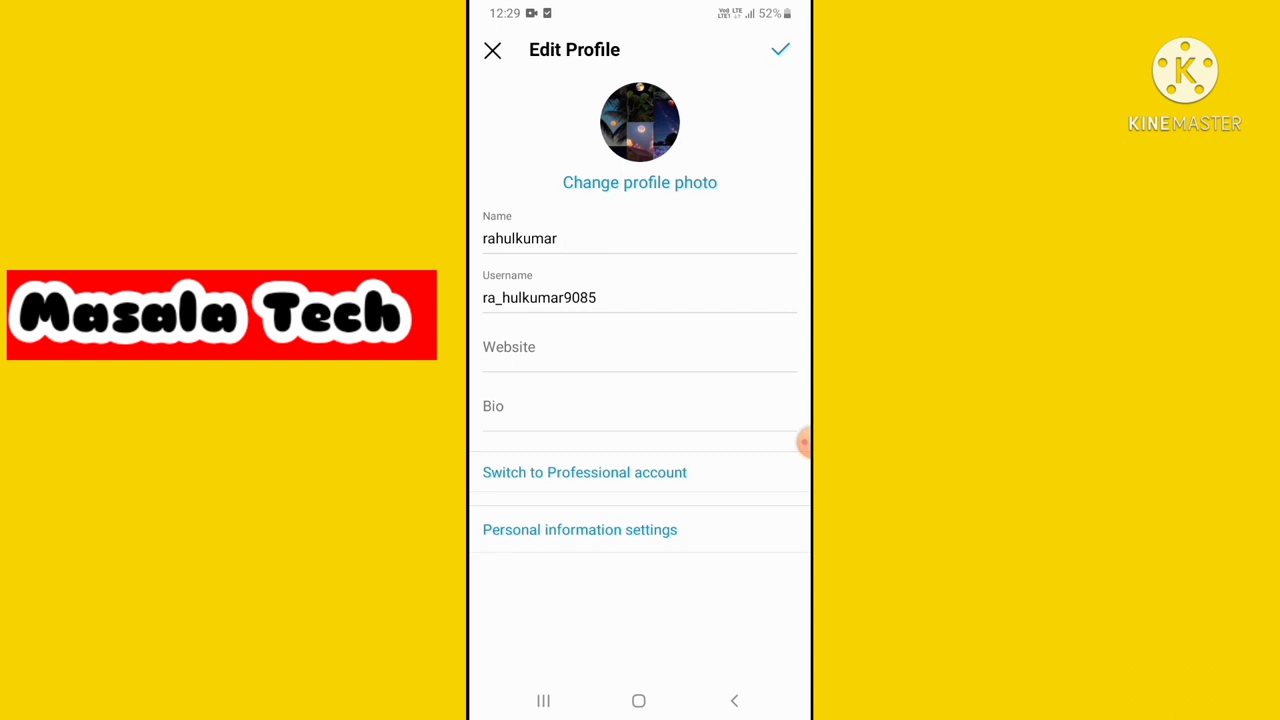 12:29
52%
Edit Profile
KINEMASTER
Change profile photo
Name
rahulkumar
Username
ra_hulkumar9085
Masala Tech
Website
Bio
Switch to Professional account
Personal information settings